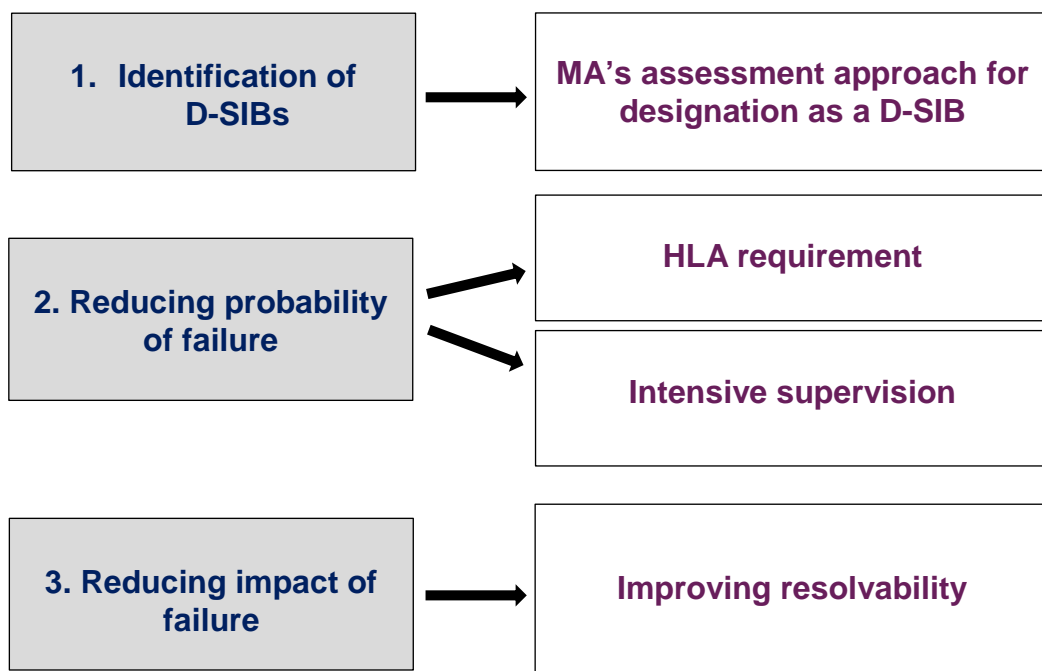 1. Identification of
D-SIBs
MA’s assessment approach for
designation as a D-SIB
2. Reducing probability
of failure
HLA requirement
Intensive supervision
3. Reducing impact of
failure
Improving resolvability